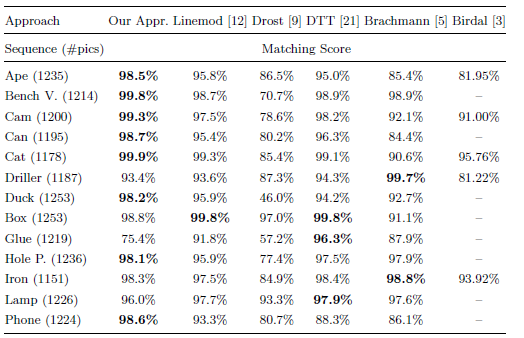 Approach Our Appr. Linemod [12] Drost [9] DTT [21] Brachmann [5] Birdal [3]
Sequence (#pics) Matching Score
Ape (1235) 98.5% 95.8% 86.5% 95.0% 85.4% 81.95%
Bench V. (1214) 99.8% 98.7% 70.7% 98.9% 98.9% –
Cam (1200) 99.3% 97.5% 78.6% 98.2% 92.1% 91.00%
Can (1195) 98.7% 95.4% 80.2% 96.3% 84.4% –
Cat (1178) 99.9% 99.3% 85.4% 99.1% 90.6% 95.76%
Driller (1187) 93.4% 93.6% 87.3% 94.3% 99.7% 81.22%
Duck (1253) 98.2% 95.9% 46.0% 94.2% 92.7% –
Box (1253) 98.8% 99.8% 97.0% 99.8% 91.1% –
Glue (1219) 75.4% 91.8% 57.2% 96.3% 87.9% –
Hole P. (1236) 98.1% 95.9% 77.4% 97.5% 97.9% –
Iron (1151) 98.3% 97.5% 84.9% 98.4% 98.8% 93.92%
Lamp (1226) 96.0% 97.7% 93.3% 97.9% 97.6% –
Phone (1224) 98.6% 93.3% 80.7% 88.3% 86.1% –